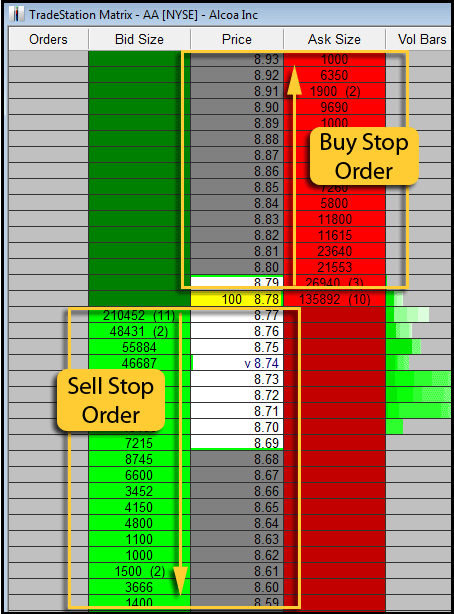 TradeStation Matrix - AA [NYSE] - Alcoa Inc
Orders Bid Size Price Ask Size Vol Bars
8.93 1000
8.92 6350
8.91 1900 (2)
8.90 9690
8.89 1000
8.88
8.87
8.86
8.85
8.84 5800
8.83 11800
8.82 11615
8.81 23640
8.80 21553
8.79 26940 (3)
100 8.78 135892 (10)
210452 (11) 8.77
48431 (2) 8.76
55884 8.75
46687 v 8.74
8.73
8.72
8.71
8.70
7215 8.69
8745 8.68
6600 8.67
3452 8.66
4150 8.65
4800 8.64
1100 8.63
1000 8.62
1500 (2) 8.61
3666 8.60
1400 8.59
Buy Stop
Order
Sell Stop
Order